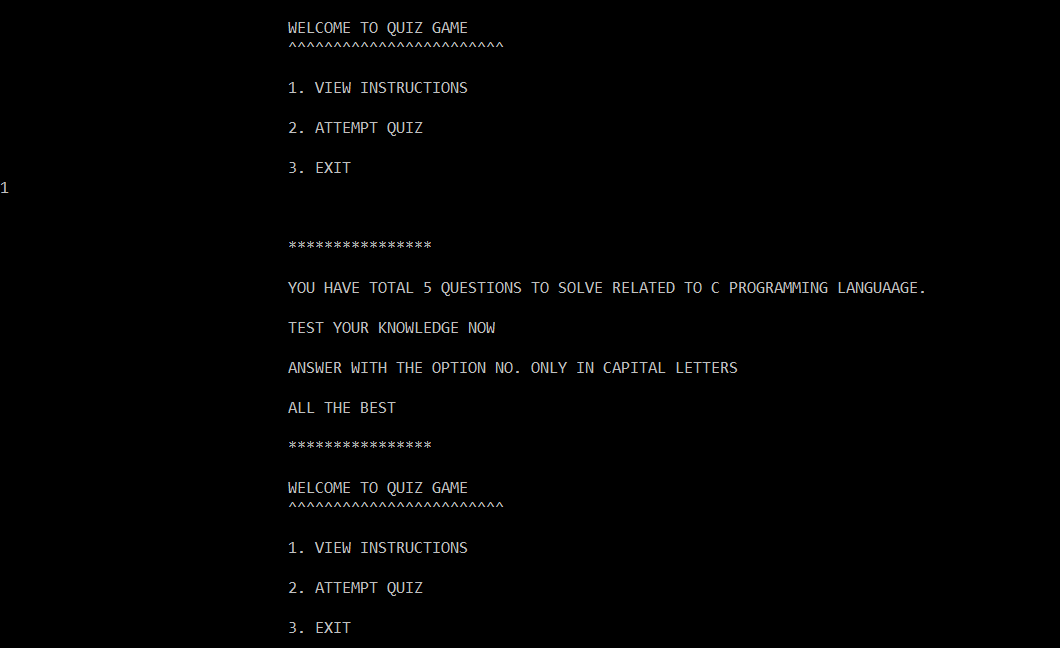 WELCOME TO QUIZ GAME
^^^^^^^^^^^^^^^^^^^^^^^^
1. VIEW INSTRUCTIONS
2. ATTEMPT QUIZ
3. EXIT
1
****************
YOU HAVE TOTAL 5 QUESTIONS TO SOLVE RELATED TO C PROGRAMMING LANGUAAGE.
TEST YOUR KNOWLEDGE NOW
ANSWER WITH THE OPTION NO. ONLY IN CAPITAL LETTERS
ALL THE BEST
****************
WELCOME TO QUIZ GAME
^^^^^^^^^^^^^^^^^^^^^^^^
1. VIEW INSTRUCTIONS
2. ATTEMPT QUIZ
3. EXIT